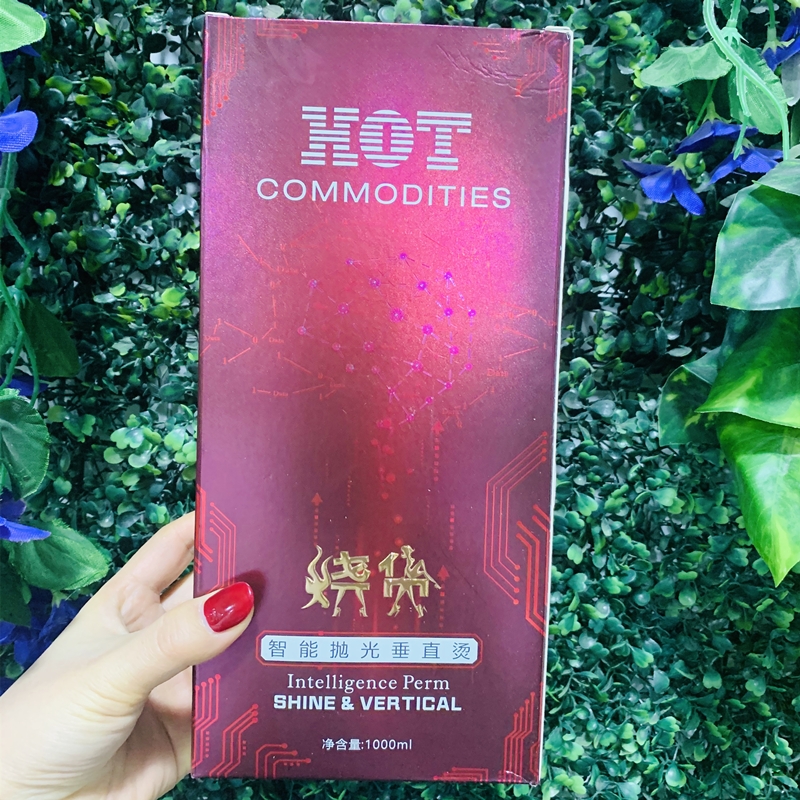 HOT
COMMODITIES
智能抛光垂直烫
Intelligence Perm
SHINE & VERTICAL
净含量:1000ml